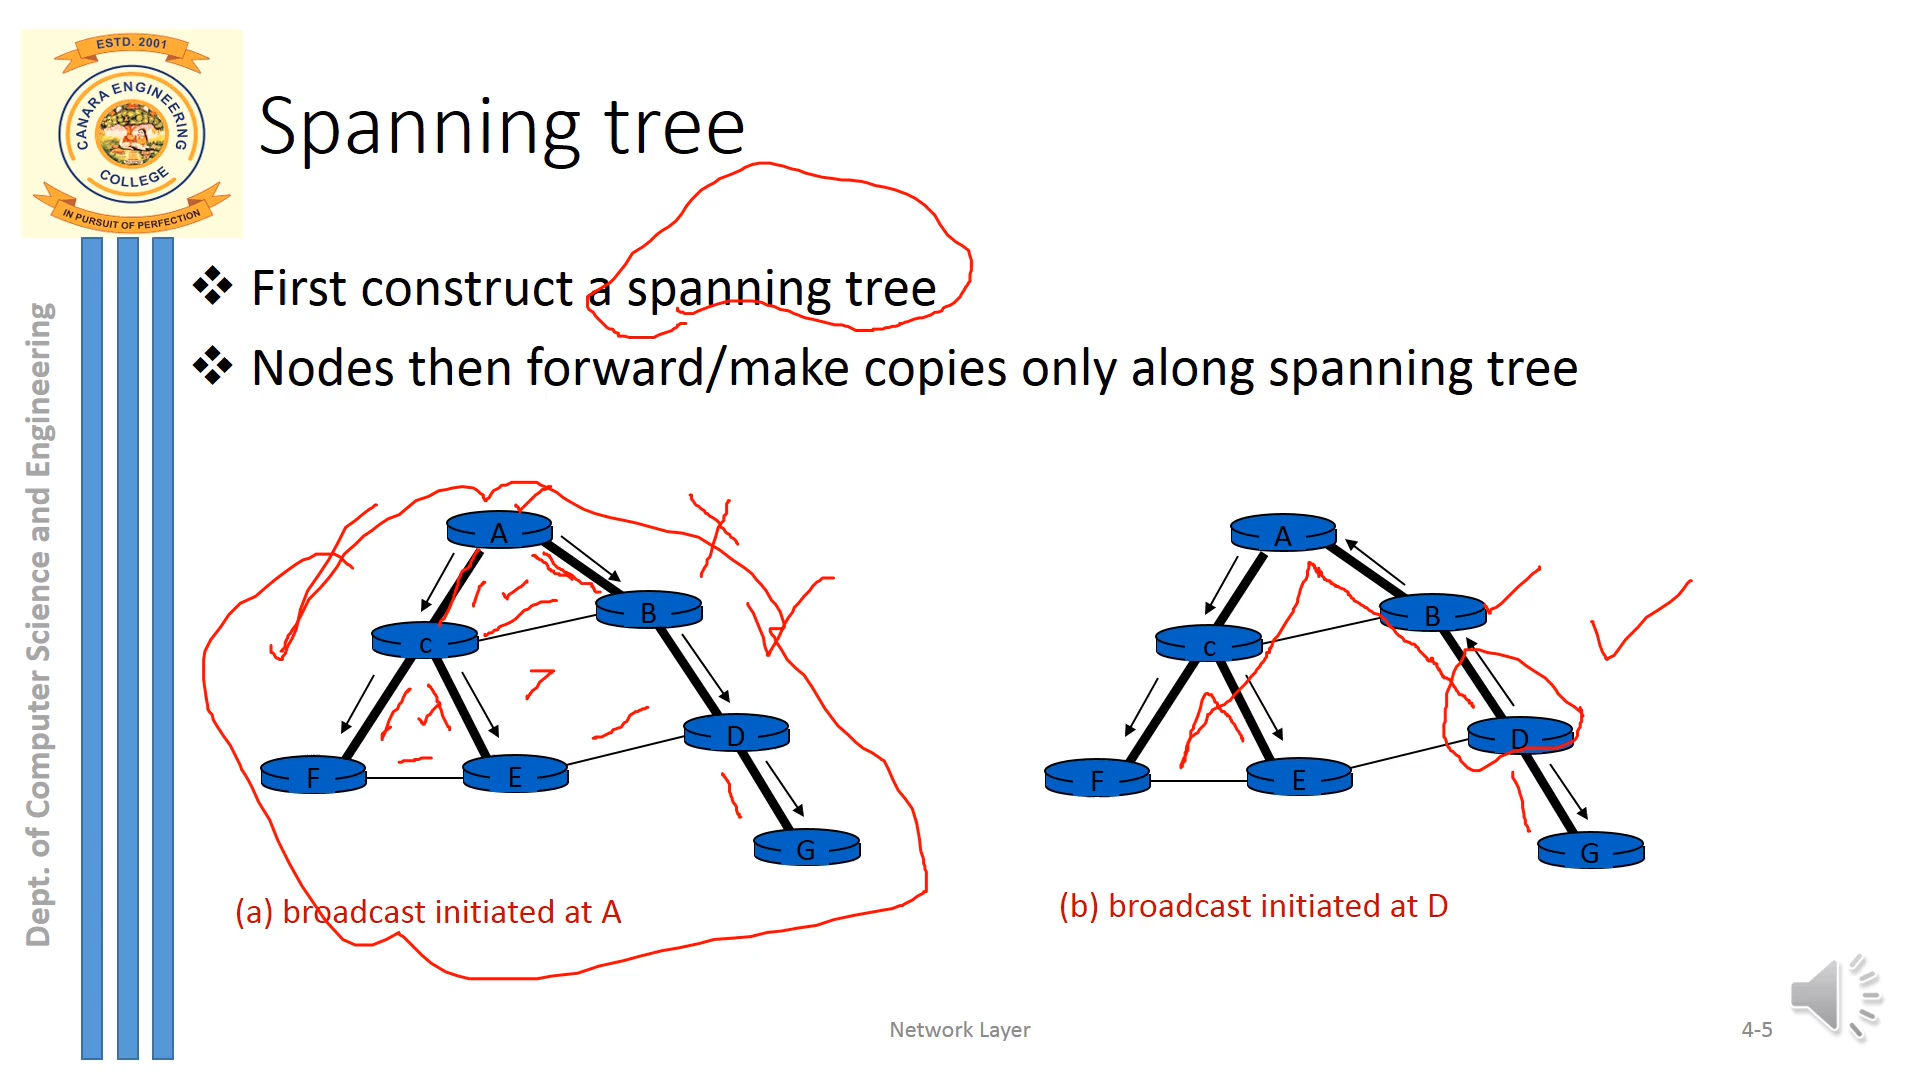 ESTD. 2001
CANARA ENGINEERING
COLLEGE
IN PURSUIT OF PERFECTION
Spanning tree
Dept. of Computer Science and Engineering
❖ First construct a spanning tree
❖ Nodes then forward/make copies only along spanning tree
A
B
c
D
F
E
G
(a) broadcast initiated at A
A
B
c
D
F
E
G
(b) broadcast initiated at D
Network Layer
4-5